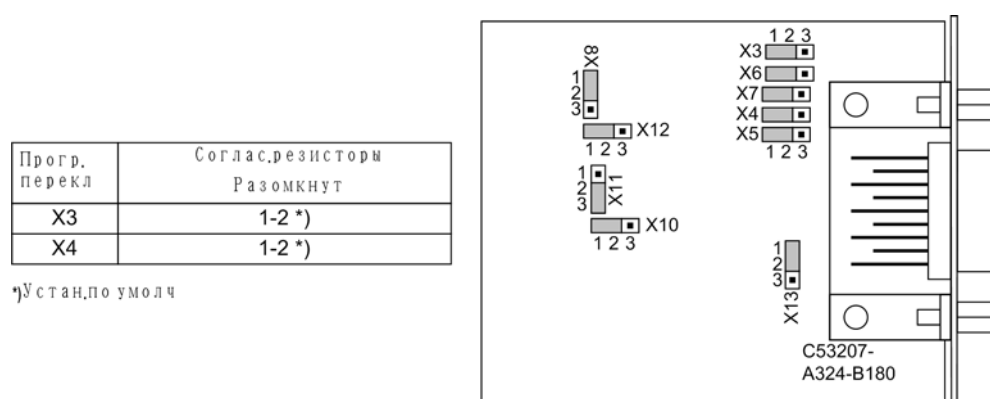 Прогр. Соглас.резисторы
перекл Разомкнут
X3 1-2 *)
X4 1-2 *)
*)Устан.по умолч
1 2 3
X3
X6
X7
X4
X5
1 2 3
X8
1
2
3
X12
1 2 3
1
2
3
X11
X10
1 2 3
1
2
3
X13
C53207-
A324-B180